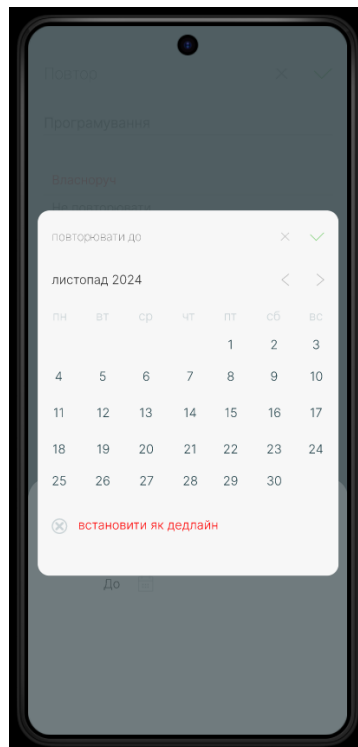 Повтор
Програмування
Власноруч
Не повторювати
повторювати до
листопад 2024
пн вт ср чт пт сб вс
1 2 3
4 5 6 7 8 9 10
11 12 13 14 15 16 17
18 19 20 21 22 23 24
25 26 27 28 29 30
встановити як дедлайн
До